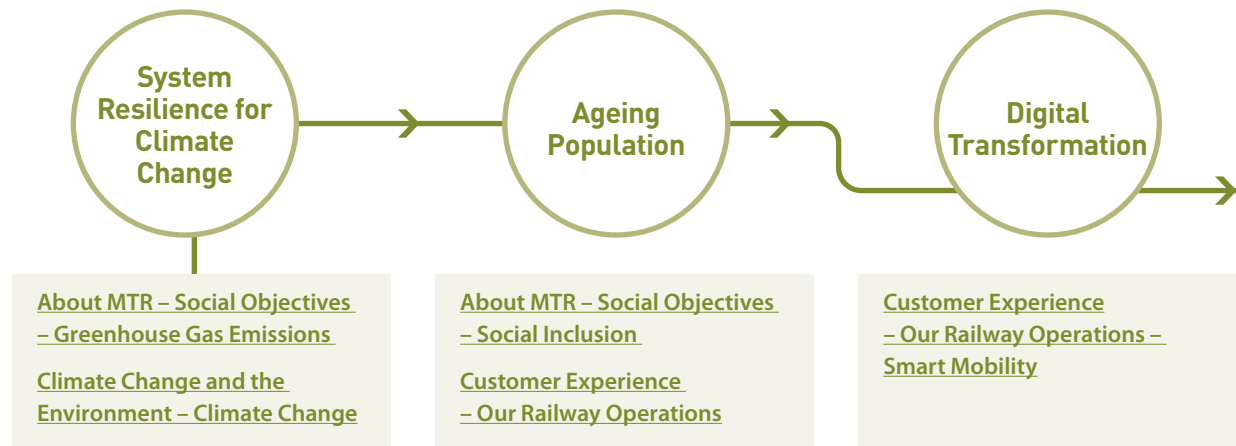 System
Resilience for
Climate
Change
Ageing
Population
Digital
Transformation
About MTR – Social Objectives
– Greenhouse Gas Emissions
Climate Change and the
Environment – Climate Change
About MTR – Social Objectives
– Social Inclusion
Customer Experience
– Our Railway Operations
Customer Experience
– Our Railway Operations –
Smart Mobility